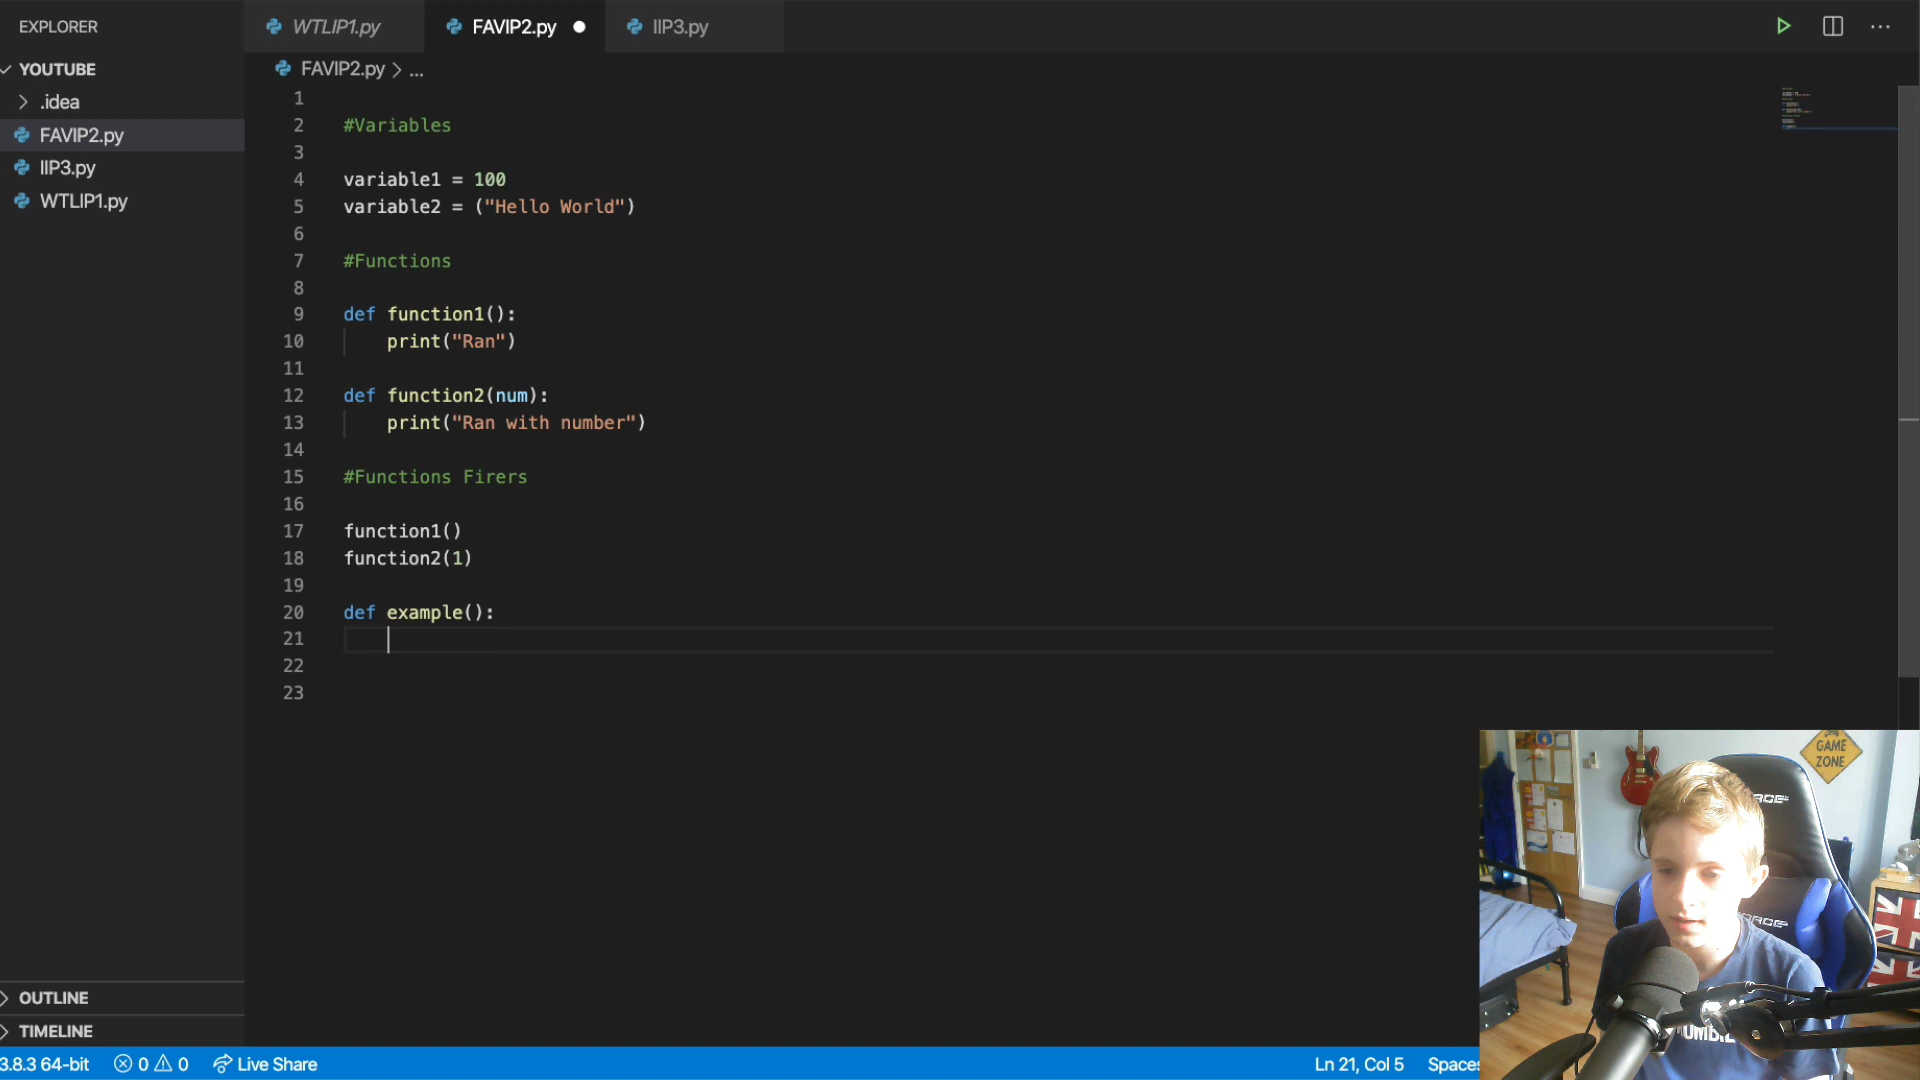 EXPLORER
WTLIP1.py
FAVIP2.py
IIP3.py
YOUTUBE
.idea
FAVIP2.py
IIP3.py
WTLIP1.py
FAVIP2.py > ...
1
2 #Variables
3
4 variable1 = 100
5 variable2 = ("Hello World")
6
7 #Functions
8
9 def function1():
10 print("Ran")
11
12 def function2(num):
13 print("Ran with number")
14
15 #Functions Firers
16
17 function1()
18 function2(1)
19
20 def example():
21
22
23
GAME
ZONE
OUTLINE
TIMELINE
3.8.3 64-bit 0 0 Live Share
Ln 21, Col 5 Spaces